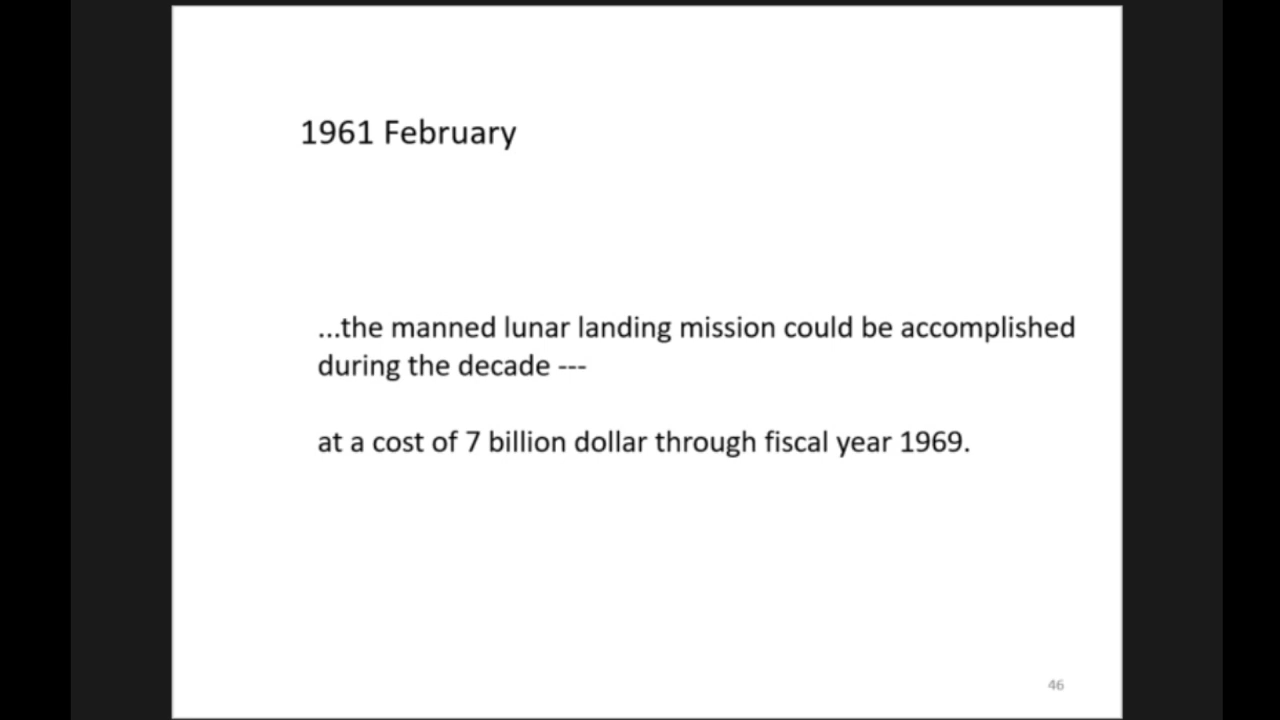 1961 February
...the manned lunar landing mission could be accomplished
during the decade ---
at a cost of 7 billion dollar through fiscal year 1969.
46